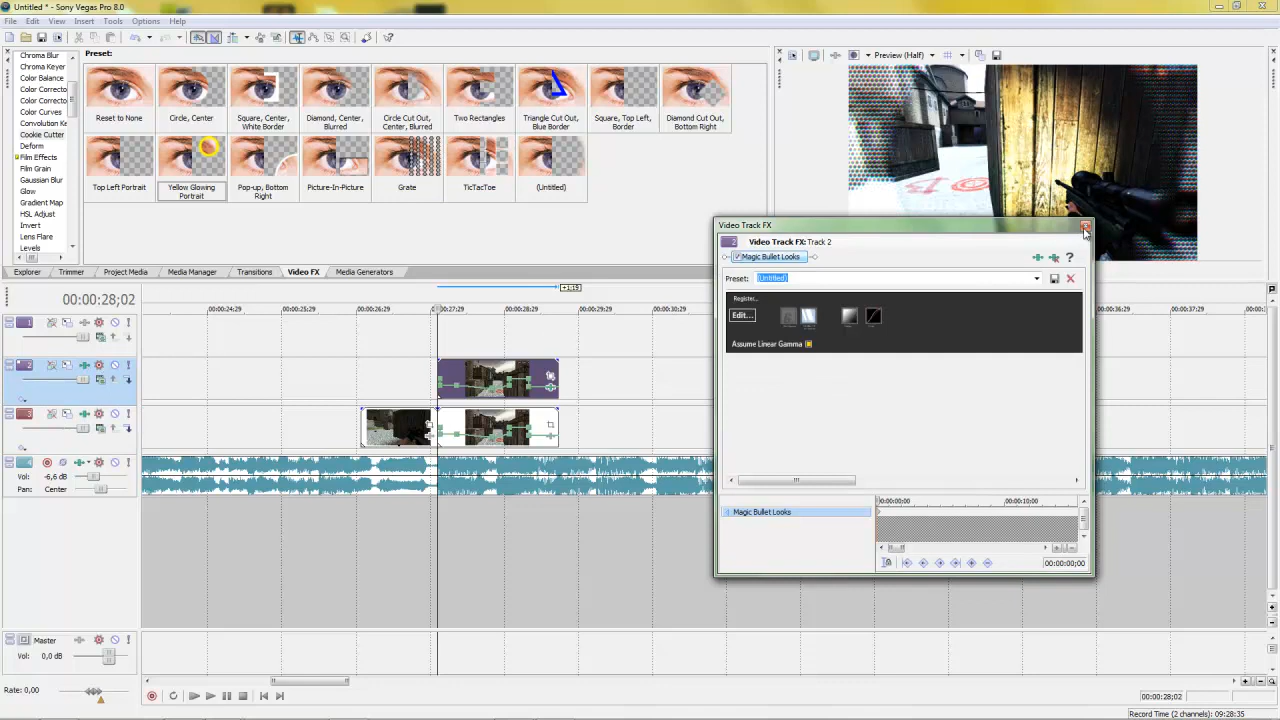 Untitled * - Sony Vegas Pro 8.0
File Edit View Insert Tools Options Help
Chroma Blur
Chroma Keyer
Color Balance
Color Correcto
Color Correcto
Color Curves
Convolution Ke
Cookie Cutter
Deform
Film Effects
Film Grain
Gaussian Blur
Glow
Gradient Map
HSL Adjust
Invert
Lens Flare
Levels
Preset:
Reset to None
Circle, Center
Square, Center, White Border
Diamond, Center, Blurred
Circle Cut Out, Center, Blurred
Triangle Cut Out, Blue Border
Diamond Cut Out, Bottom Right
Top Left Portrait
Yellow Glowing Portrait
Pop-up, Bottom Right
Picture-In-Picture
Grate
(Untitled)
Preview (Half)
Explorer Trimmer Project Media Media Manager Transitions Video FX Media Generators
Video Track FX
Video Track FX: Track 2
Magic Bullet Looks
Preset: (Untitled)
Register...
Edit...
Assume Linear Gamma
Magic Bullet Looks
00:00:00;00
00:00:10;00
00:00:00;00
00:00:28;02
+1;19
00:00:24;29 00:00:25;29 00:00:26;29 00:00:27;29 00:00:28;29 00:00:29;29 00:00:30;29 00:00:36;29 00:00:37;29
1
2
3
Vol: -6,6 dB
Pan: Center
Master
Vol: 0,0 dB
Rate: 0,00
00:00:28;02
Record Time (2 channels): 09:28:35